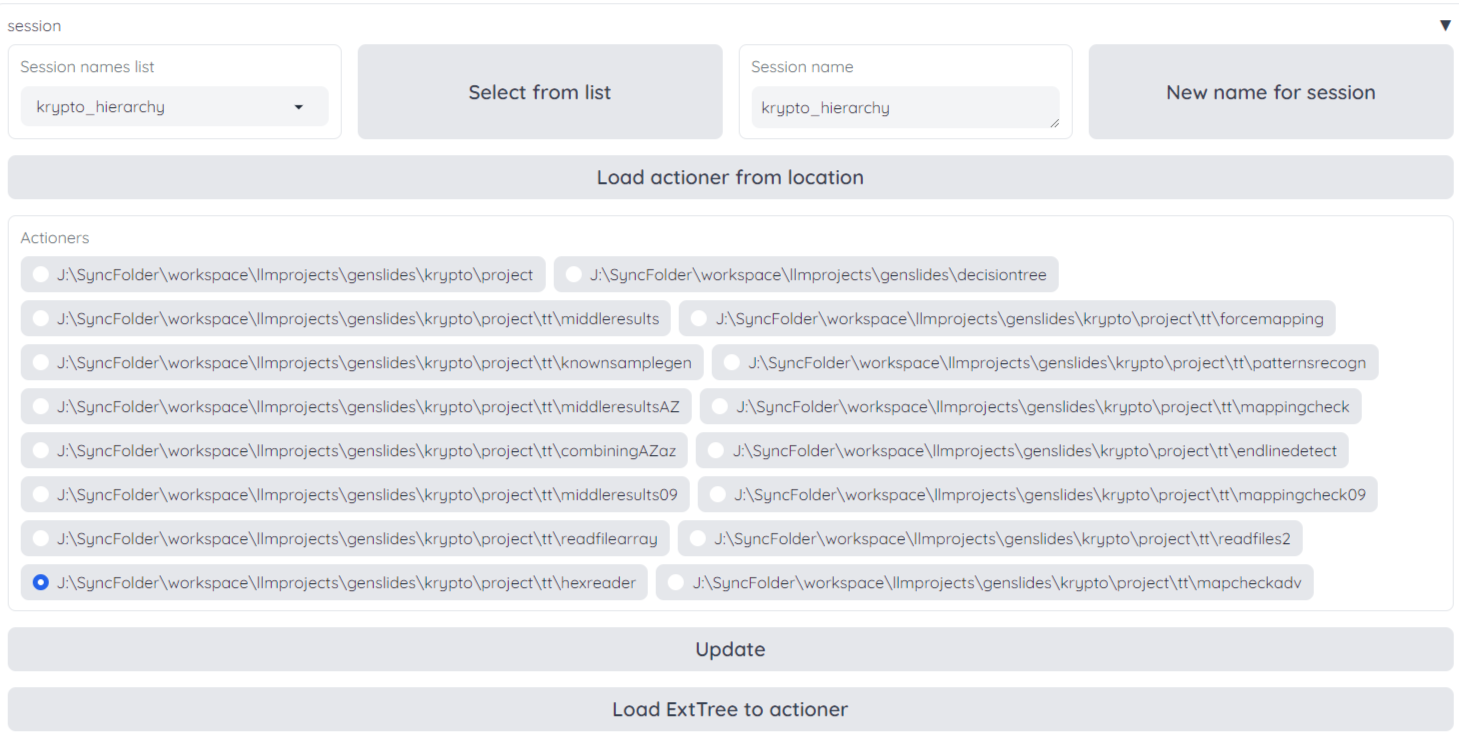 session
Session names list
krypto_hierarchy
Select from list
Session name
krypto_hierarchy
New name for session
Load actioner from location
Actioners
J:\SyncFolder\workspace\llmprojects\genslides\krypto\project
J:\SyncFolder\workspace\llmprojects\genslides\decisiontree
J:\SyncFolder\workspace\llmprojects\genslides\krypto\project\tt\middleresults
J:\SyncFolder\workspace\llmprojects\genslides\krypto\project\tt\forcemapping
J:\SyncFolder\workspace\llmprojects\genslides\krypto\project\tt\knownsamplegen
J:\SyncFolder\workspace\llmprojects\genslides\krypto\project\tt\patternsrecogn
J:\SyncFolder\workspace\llmprojects\genslides\krypto\project\tt\middleresultsAZ
J:\SyncFolder\workspace\llmprojects\genslides\krypto\project\tt\mappingcheck
J:\SyncFolder\workspace\llmprojects\genslides\krypto\project\tt\combiningAZaz
J:\SyncFolder\workspace\llmprojects\genslides\krypto\project\tt\endlinedetect
J:\SyncFolder\workspace\llmprojects\genslides\krypto\project\tt\middleresults09
J:\SyncFolder\workspace\llmprojects\genslides\krypto\project\tt\mappingcheck09
J:\SyncFolder\workspace\llmprojects\genslides\krypto\project\tt\readfilearray
J:\SyncFolder\workspace\llmprojects\genslides\krypto\project\tt\readfiles2
J:\SyncFolder\workspace\llmprojects\genslides\krypto\project\tt\hexreader
J:\SyncFolder\workspace\llmprojects\genslides\krypto\project\tt\mapcheckadv
Update
Load ExtTree to actioner